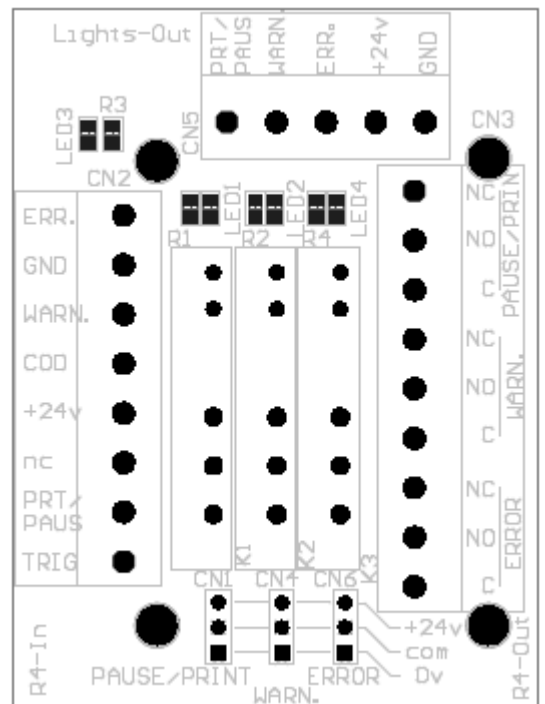 Lights-Out
PRT/
PAUS
WARN.
ERR.
+24v
GND
CN5
LED3
R3
CN3
CN2
LED1
LED2
LED4
R1
R2
R4
ERR.
GND
WARN.
COD
+24v
nc
PRT/
PAUS
TRIG
NC
NO
C
PAUSE/PRIN
NC
NO
C
WARN.
NC
NO
C
ERROR
K1
K2
K3
CN1
CN4
CN6
+24v
com
Dv
PAUSE/PRINT
WARN.
ERROR
R4-In
R4-Out